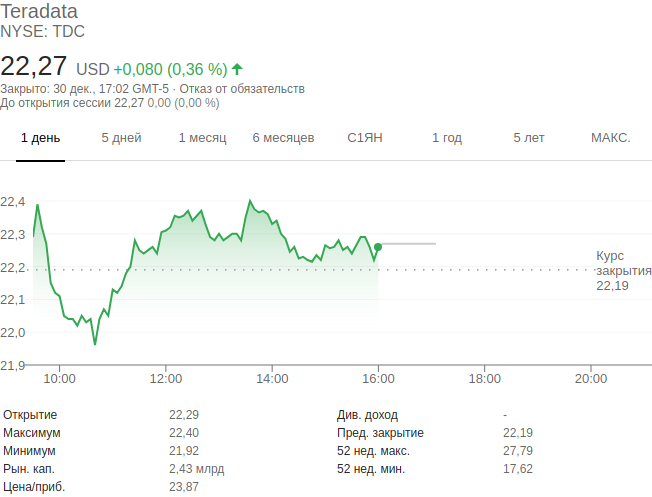 Teradata
NYSE: TDC
22,27 USD +0,080 (0,36 %)
Закрыто: 30 дек., 17:02 GMT-5 · Отказ от обязательств
До открытия сессии 22,27 0,00 (0,00 %)
1 день 5 дней 1 месяц 6 месяцев С1ЯН 1 год 5 лет МАКС.
22,4
22,3
22,2
22,1
22,0
21,9
Курс
закрытия
22,19
10:00 12:00 14:00 16:00 18:00 20:00
Открытие 22,29 Див. доход -
Максимум 22,40 Пред. закрытие 22,19
Минимум 21,92 52 нед. макс. 27,79
Рын. кап. 2,43 млрд 52 нед. мин. 17,62
Цена/приб. 23,87